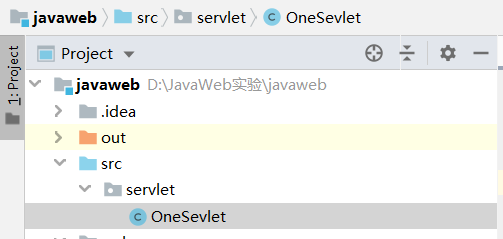 javaweb src servlet OneSevlet
1: Project
Project
javaweb D:\JavaWeb实验\javaweb
.idea
out
src
servlet
C OneSevlet